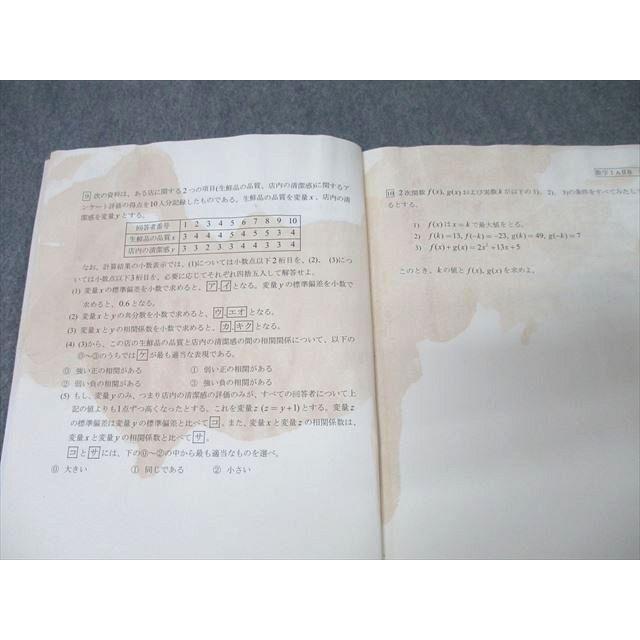 9 次の資料は、ある店に関する2つの項目(生鮮品の品質、店内の清潔感)に関するア
ンケート評価の得点を10人分記録したものである。生鮮品の品質を変量x、店内の清
潔感を変量yとする。
回答者番号 1 2 3 4 5 6 7 8 9 10
生鮮品の品質x 3 4 4 4 5 4 5 5 3 4
店内の清潔感y 3 3 2 3 3 4 4 3 3 4
なお、計算結果の小数表示では、(1)については小数点以下2桁目を、(2)、(3)につ
いては小数点以下3桁目を、必要に応じてそれぞれ四捨五入して解答せよ。
(1) 変量xの標準偏差を小数で求めると、ア.イとなる。変量yの標準偏差を小数で
求めると、0.6となる。
(2) 変量xとyの共分散を小数で求めると、ウ.エオとなる。
(3) 変量xとyの相関係数を小数で求めると、カ.キクとなる。
(4) (3)から、この店の生鮮品の品質と店内の清潔感の間の相関関係について、以下の
⓪~③のうちではケが最も適当な表現である。
⓪ 強い正の相関がある ① 弱い正の相関がある
② 弱い負の相関がある ③ 強い負の相関がある
(5) もし、変量yのみ、つまり店内の清潔感の評価のみが、すべての回答者について上
記の値よりも1点ずつ高くなったとする。これを変量z(z=y+1)とする。変量z
の標準偏差は変量yの標準偏差と比べてコ。また、変量xと変量zの相関係数は、
変量xと変量yの相関係数と比べてサ。
コとサには、下の⓪~②の中から最も適当なものを選べ。
⓪ 大きい ① 同じである ② 小さい
数学ⅠAⅡB
10 2次関数f(x), g(x)および実数kが以下の1)、2)、3)の条件をすべてみたし
るとする。
1) f(x)はx=kで最大値をとる。
2) f(k)=13, f(-k)=-23, g(k)=49, g(-k)=7
3) f(x)+g(x)=2x²+13x+5
このとき、kの値とf(x), g(x)を求めよ。